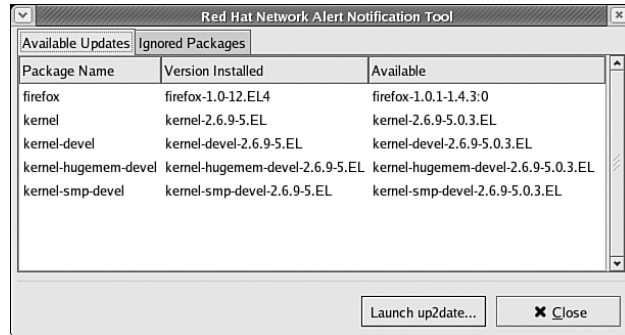 Red Hat Network Alert Notification Tool
Available Updates Ignored Packages
Package Name Version Installed Available
firefox firefox-1.0-12.EL4 firefox-1.0.1-1.4.3:0
kernel kernel-2.6.9-5.EL kernel-2.6.9-5.0.3.EL
kernel-devel kernel-devel-2.6.9-5.EL kernel-devel-2.6.9-5.0.3.EL
kernel-hugemem-devel kernel-hugemem-devel-2.6.9-5.EL kernel-hugemem-devel-2.6.9-5.0.3.EL
kernel-smp-devel kernel-smp-devel-2.6.9-5.EL kernel-smp-devel-2.6.9-5.0.3.EL
Launch up2date... Close